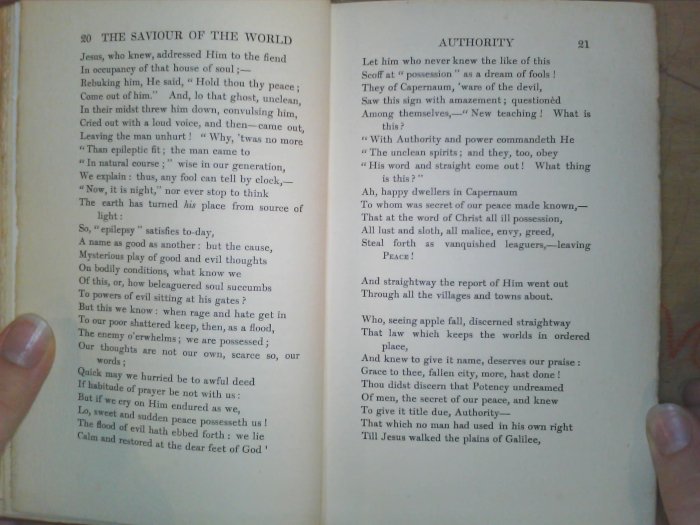 20 THE SAVIOUR OF THE WORLD
Jesus, who knew, addressed Him to the fiend
In occupancy of that house of soul ;—
Rebuking him, He said, " Hold thou thy peace ;
Come out of him." And, lo that ghost, unclean,
In their midst threw him down, convulsing him,
Cried out with a loud voice, and then—came out,
Leaving the man unhurt ! " Why, 'twas no more
" Than epileptic fit ; the man came to
" In natural course ; " wise in our generation,
We explain : thus, any fool can tell by clock,—
" Now, it is night," nor ever stop to think
The earth has turned his place from source of
light :
So, " epilepsy " satisfies to-day,
A name as good as another : but the cause,
Mysterious play of good and evil thoughts
On bodily conditions, what know we
Of this, or, how beleaguered soul succumbs
To powers of evil sitting at his gates ?
But this we know : when rage and hate get in
To our poor shattered keep, then, as a flood,
The enemy o'erwhelms ; we are possessed ;
Our thoughts are not our own, scarce so, our
words ;
Quick may we hurried be to awful deed
If habitude of prayer be not with us :
But if we cry on Him endured as we,
Lo, sweet and sudden peace possesseth us !
The flood of evil hath ebbed forth : we lie
Calm and restored at the dear feet of God '
AUTHORITY 21
Let him who never knew the like of this
Scoff at " possession " as a dream of fools !
They of Capernaum, 'ware of the devil,
Saw this sign with amazement ; questionèd
Among themselves,—" New teaching ! What is
this ?
" With Authority and power commandeth He
" The unclean spirits ; and they, too, obey
" His word and straight come out ! What thing
is this ? "
Ah, happy dwellers in Capernaum
To whom was secret of our peace made known,—
That at the word of Christ all ill possession,
All lust and sloth, all malice, envy, greed,
Steal forth as vanquished leaguers,—leaving
PEACE !
And straightway the report of Him went out
Through all the villages and towns about.
Who, seeing apple fall, discerned straightway
That law which keeps the worlds in ordered
place,
And knew to give it name, deserves our praise :
Grace to thee, fallen city, more, hast done !
Thou didst discern that Potency undreamed
Of men, the secret of our peace, and knew
To give it title due, Authority—
That which no man had used in his own right
Till Jesus walked the plains of Galilee,